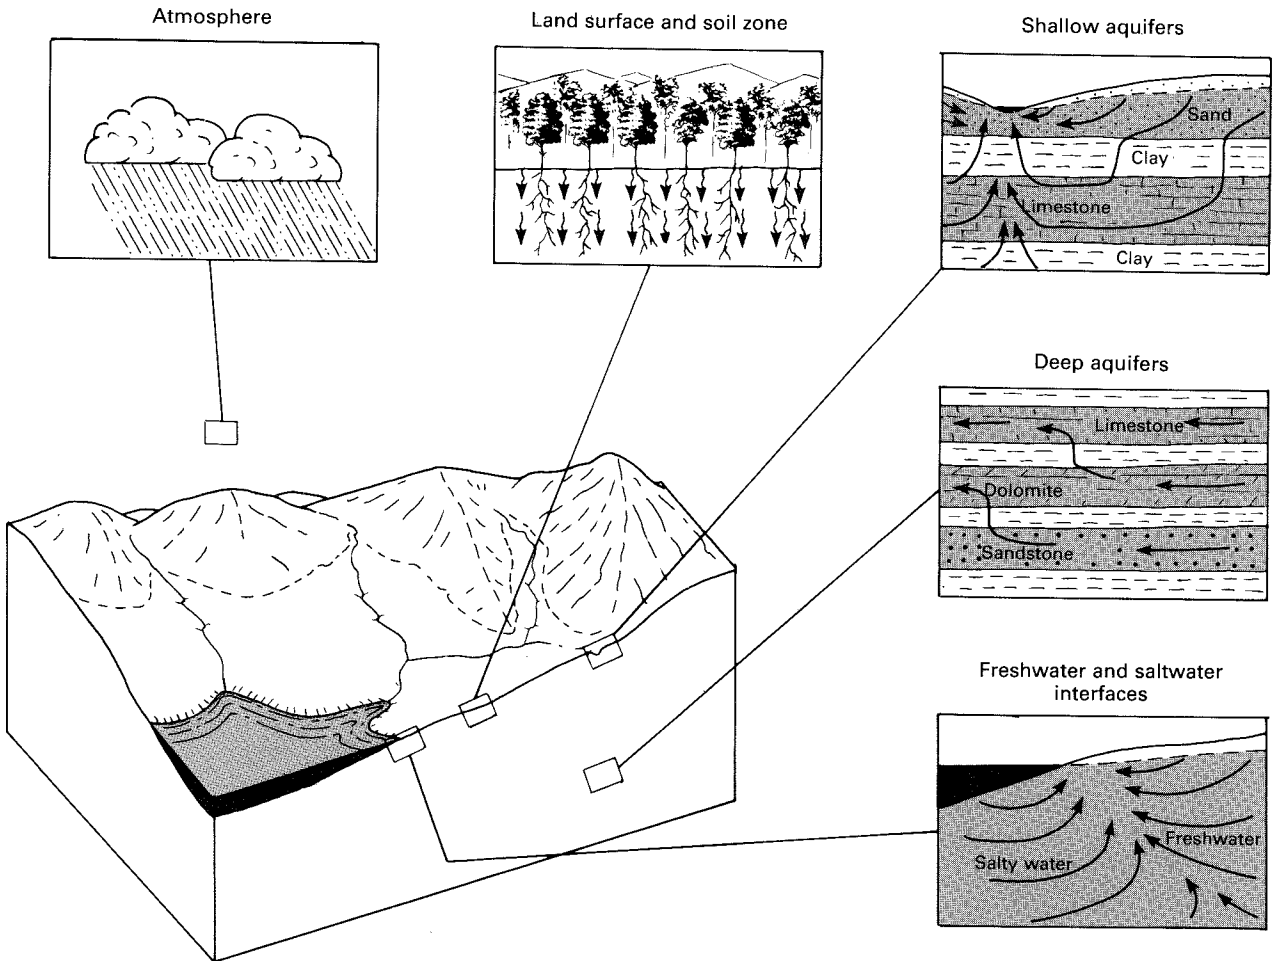 Atmosphere
Land surface and soil zone
Shallow aquifers
Sand
Clay
Limestone
Clay
Deep aquifers
Limestone
Dolomite
Sandstone
Freshwater and saltwater
interfaces
Freshwater
Salty water